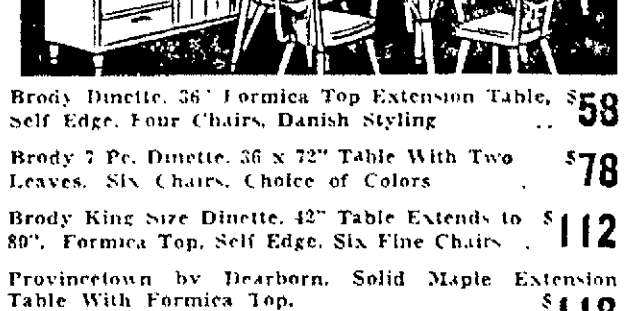 Brody Dinette. 36" Formica Top Extension Table, $58
Self Edge. Four Chairs, Danish Styling ..
Brody 7 Pc. Dinette. 36 x 72" Table With Two $78
Leaves. Six Chairs. Choice of Colors .
Brody King Size Dinette. 42" Table Extends to $112
80". Formica Top, Self Edge, Six Fine Chairs .
Provincetown by Dearborn. Solid Maple Extension
Table With Formica Top.